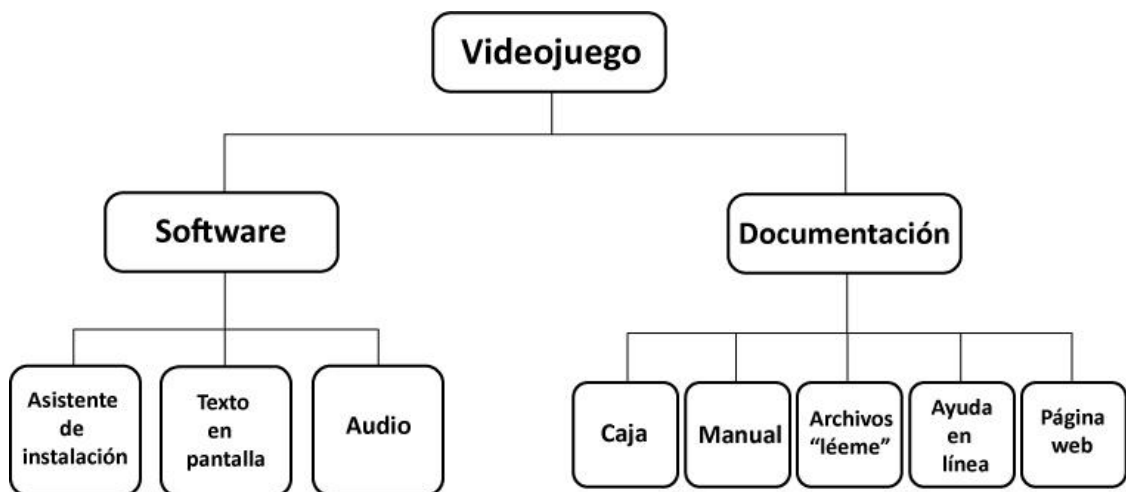 Videojuego
Software
Documentación
Asistente
de
instalación
Texto
en
pantalla
Audio
Caja
Manual
Archivos
“léeme”
Ayuda
en
línea
Página
web